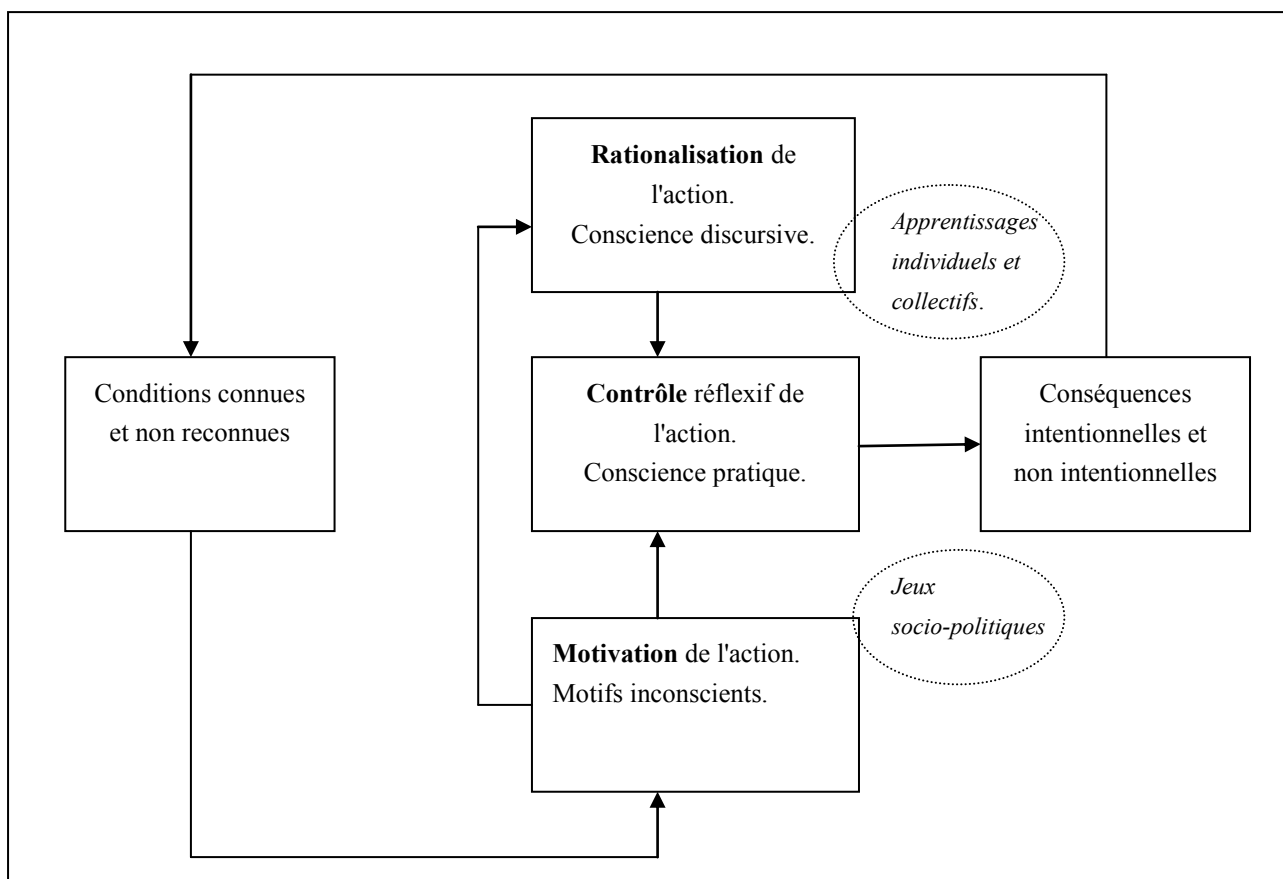 Rationalisation de
l'action.
Conscience discursive.
Apprentissages
individuels et
collectifs.
Conditions connues
et non reconnues
Contrôle réflexif de
l'action.
Conscience pratique.
Conséquences
intentionnelles et
non intentionnelles
Jeux
socio-politiques
Motivation de l'action.
Motifs inconscients.